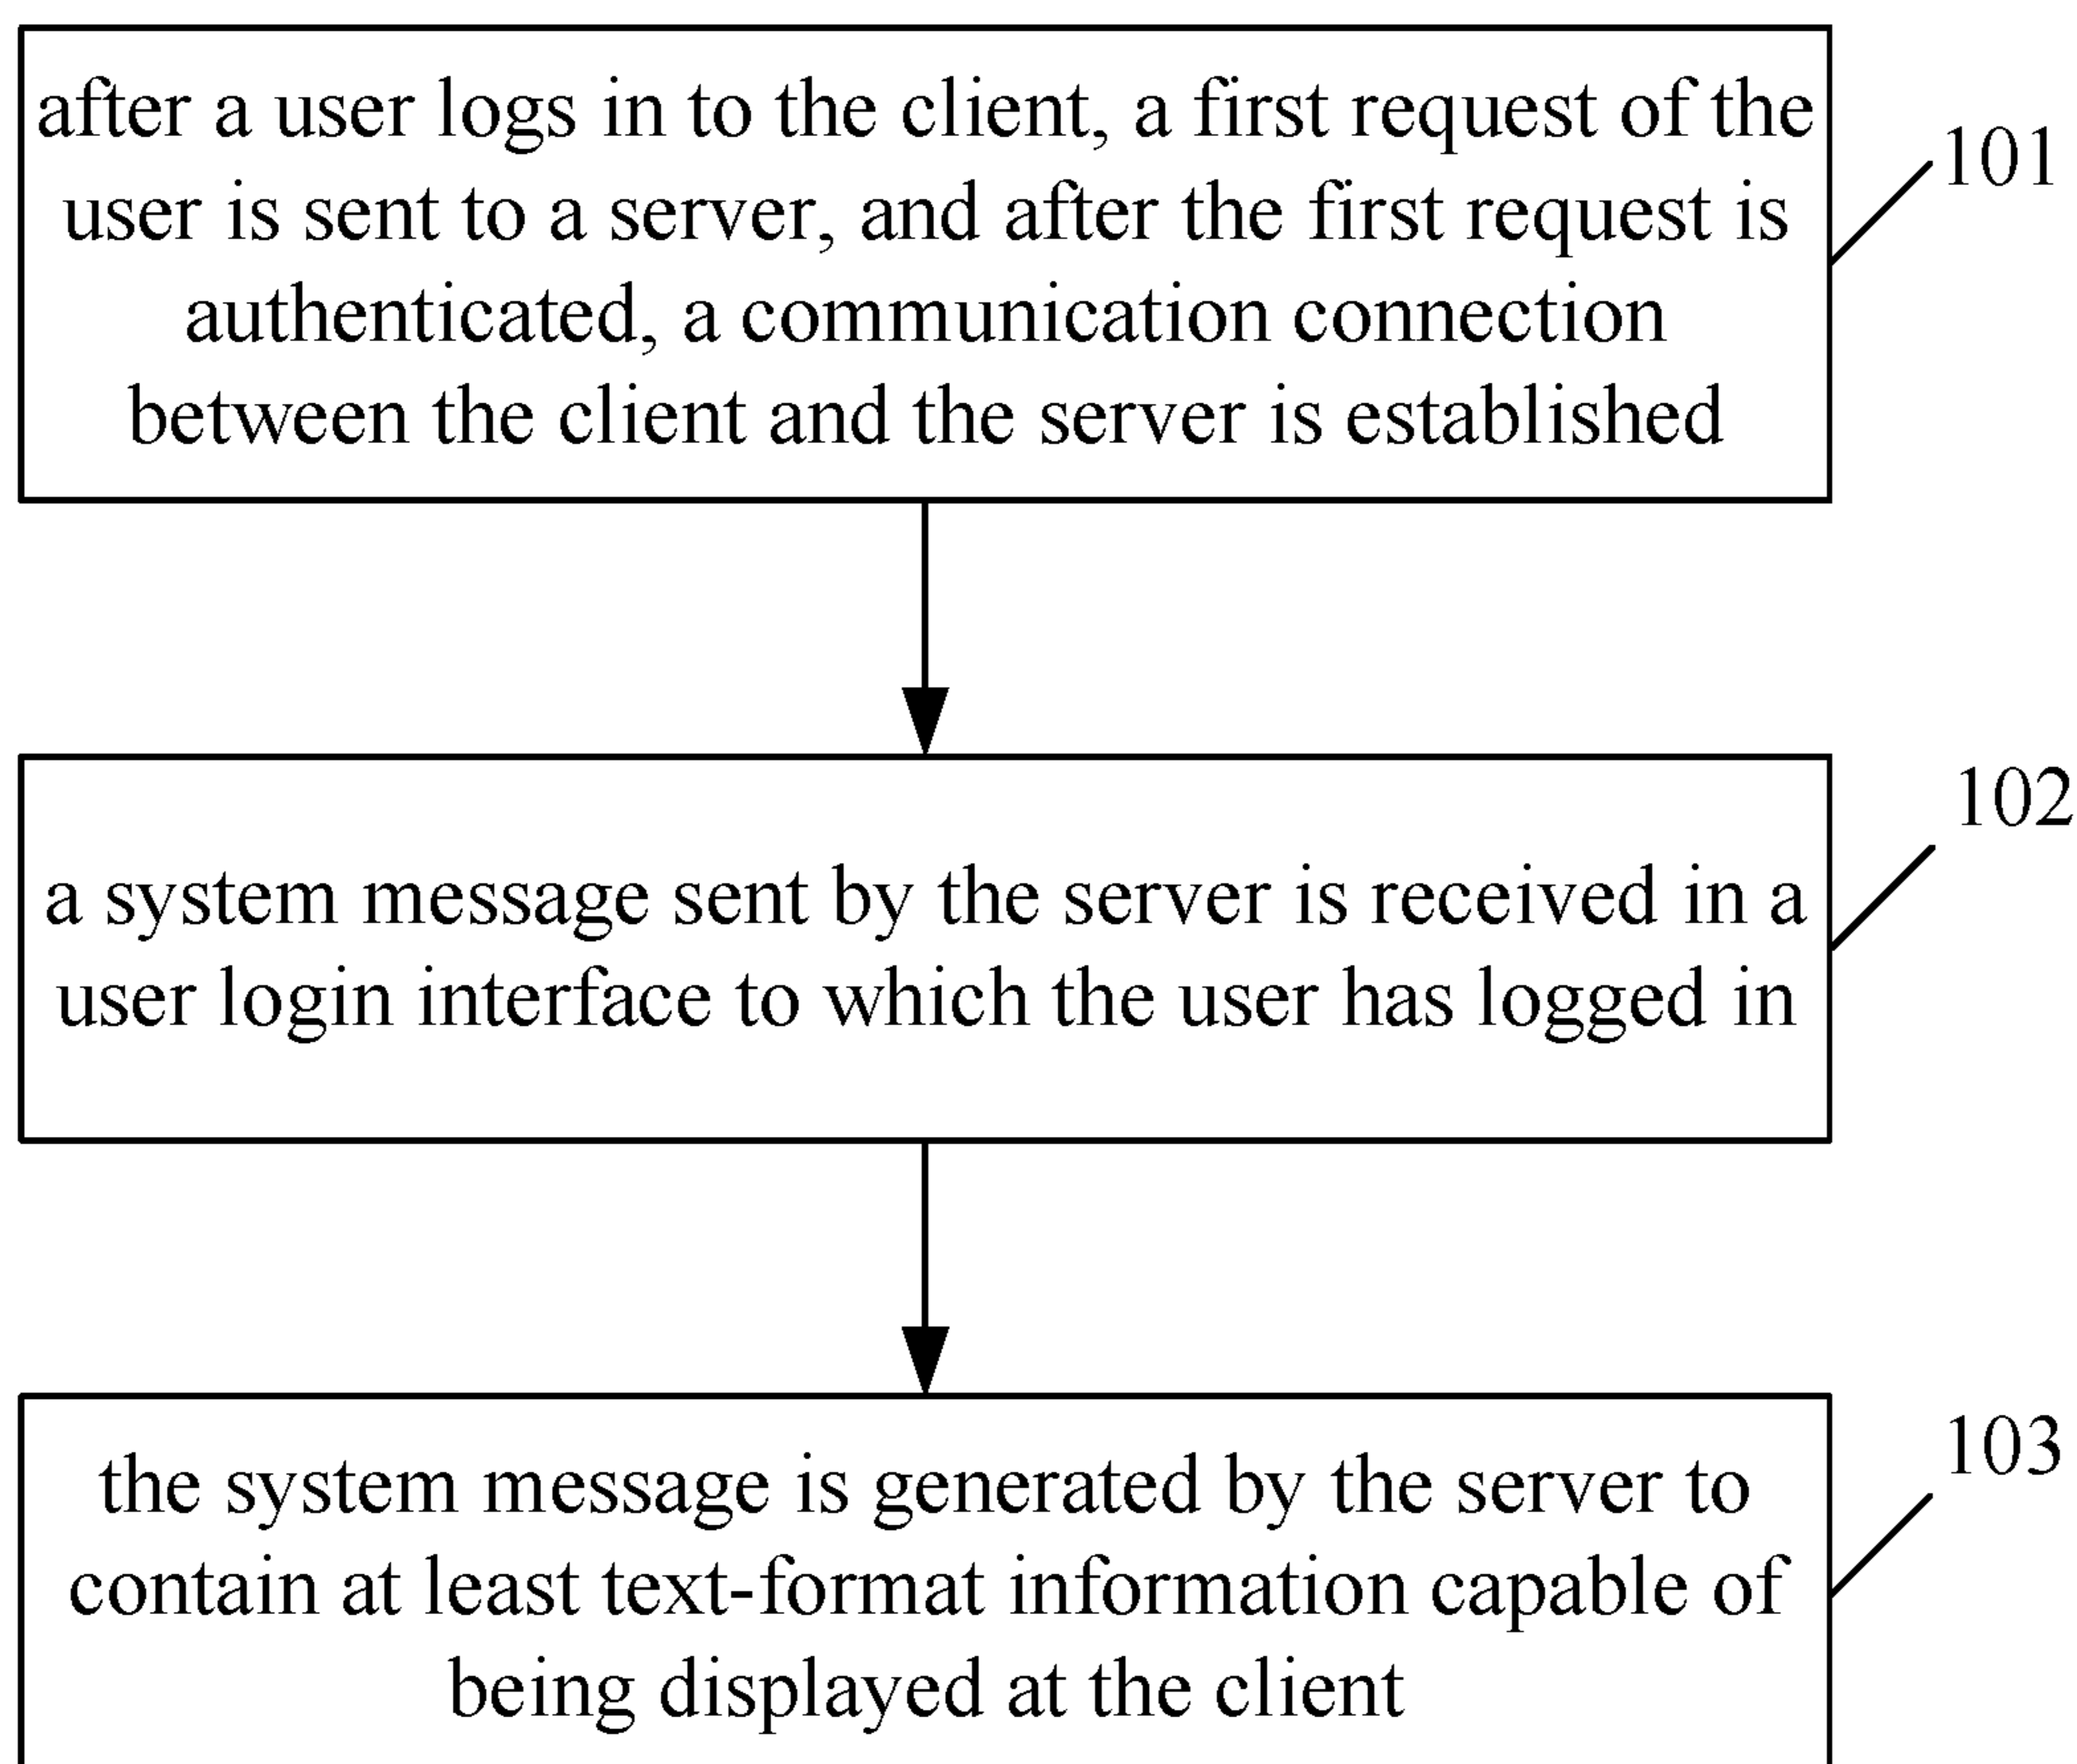 after a user logs in to the client, a first request of the
user is sent to a server, and after the first request is
authenticated, a communication connection
between the client and the server is established
101
a system message sent by the server is received in a
user login interface to which the user has logged in
102
the system message is generated by the server to
contain at least text-format information capable of
being displayed at the client
103